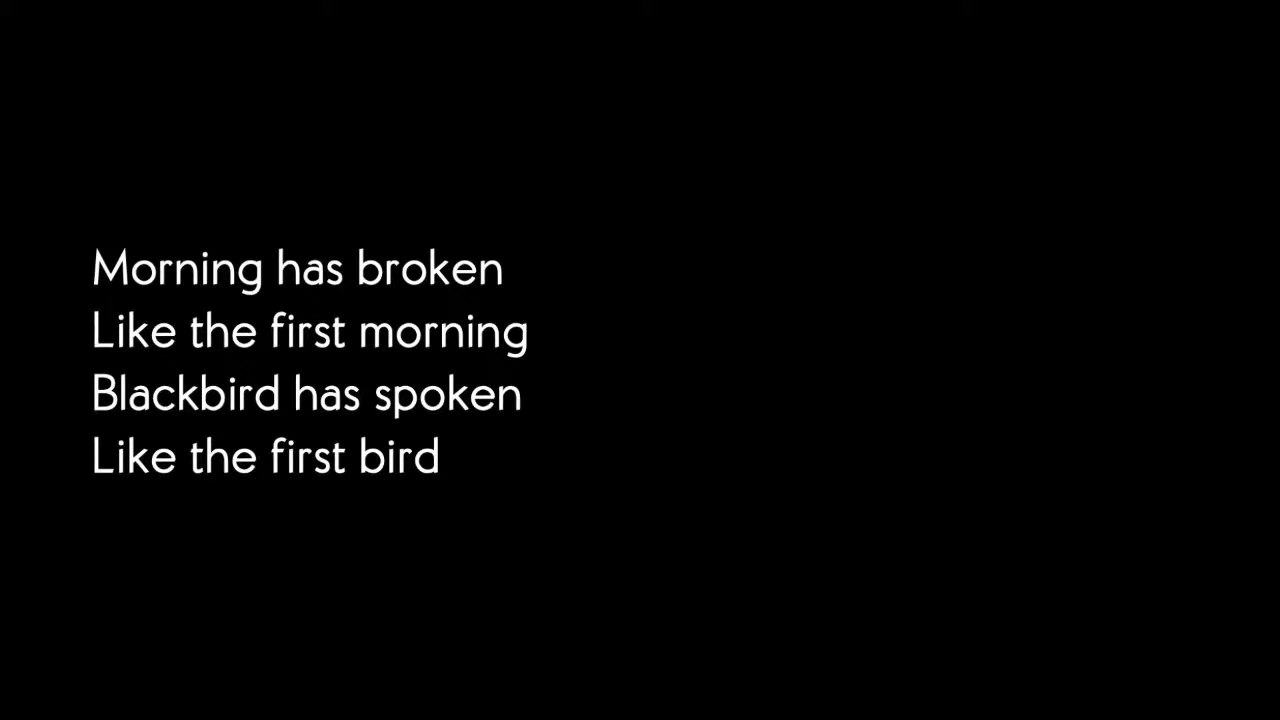 Morning has broken
Like the first morning
Blackbird has spoken
Like the first bird